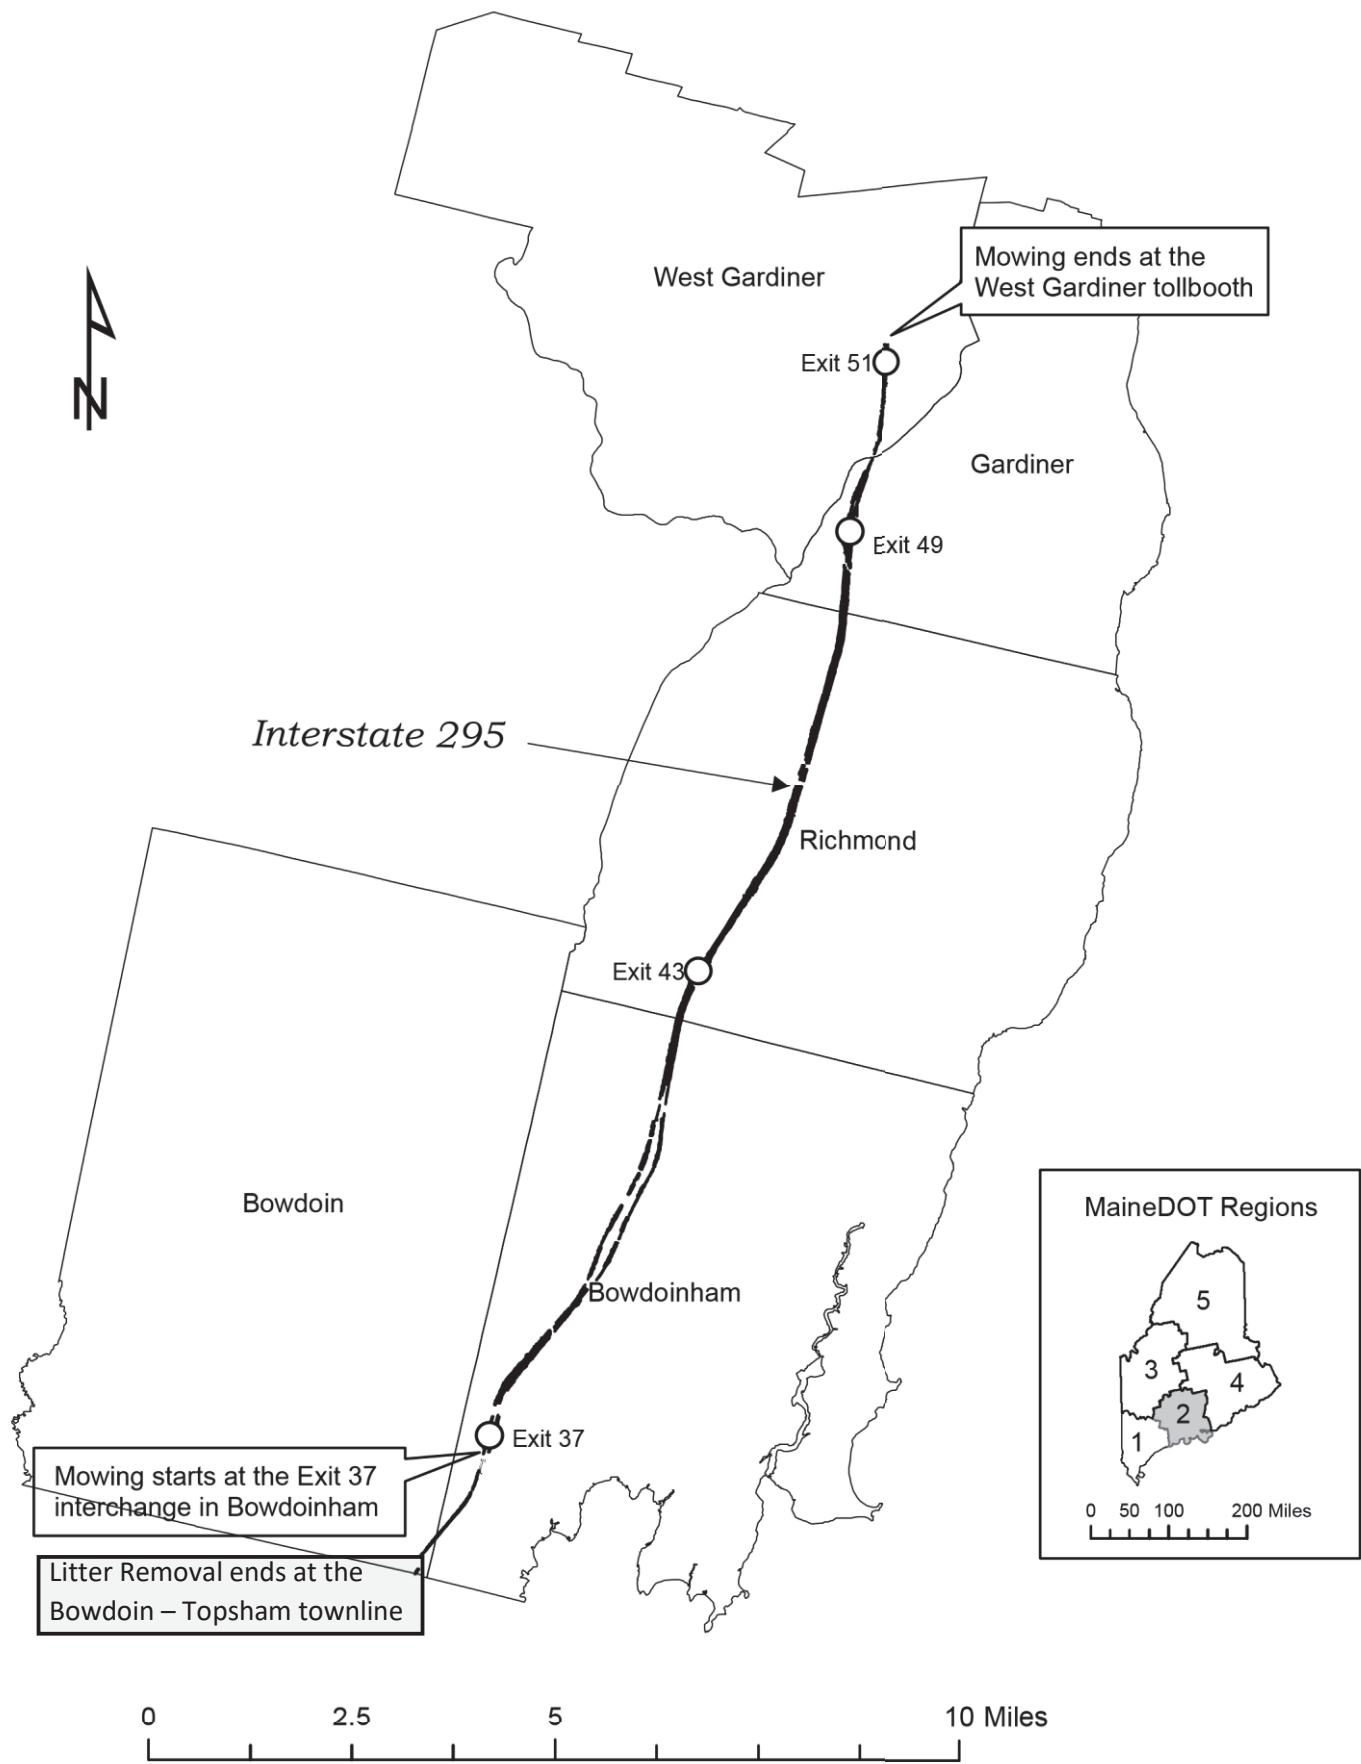 West Gardiner
Mowing ends at the
West Gardiner tollbooth
Exit 51
N
Gardiner
Exit 49
Interstate 295
Richmond
Exit 43
Bowdoin
Bowdoinham
MaineDOT Regions
5
3
4
2
1
0 50 100 200 Miles
Exit 37
Mowing starts at the Exit 37
interchange in Bowdoinham
Litter Removal ends at the
Bowdoin – Topsham townline
0 2.5 5 10 Miles